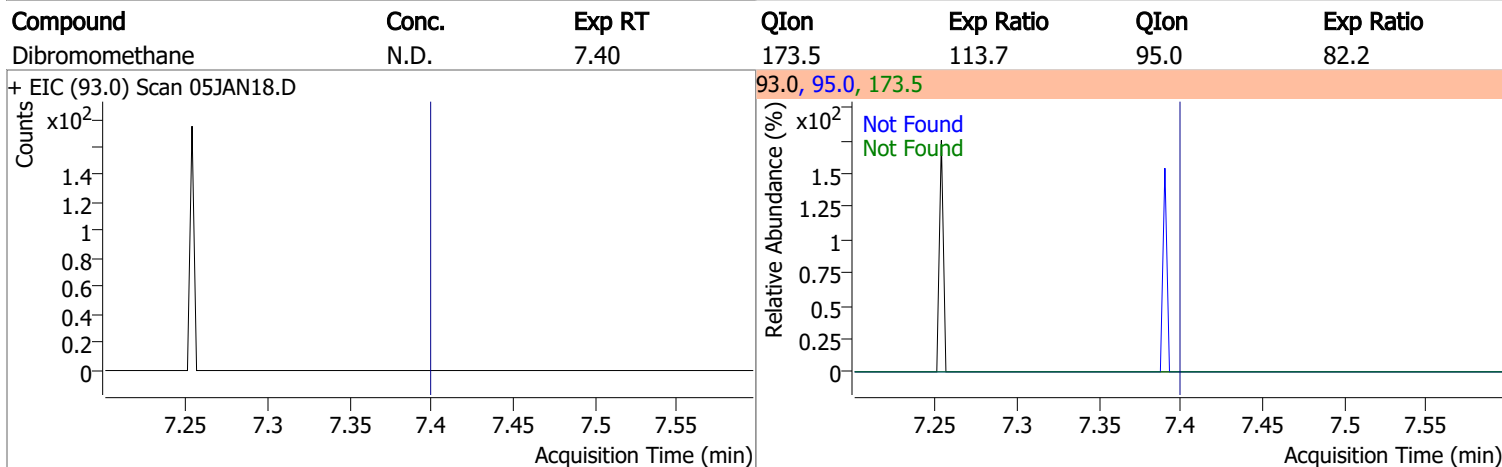 Compound Conc. Exp RT QIon Exp Ratio QIon Exp Ratio
Dibromomethane N.D. 7.40 173.5 113.7 95.0 82.2
+ EIC (93.0) Scan 05JAN18.D
Counts
x10²
1.4
1.2
1
0.8
0.6
0.4
0.2
0
7.25 7.3 7.35 7.4 7.45 7.5 7.55
Acquisition Time (min)
93.0, 95.0, 173.5
Relative Abundance (%)
x10²
Not Found
Not Found
1.5
1.25
1
0.75
0.5
0.25
0
7.25 7.3 7.35 7.4 7.45 7.5 7.55
Acquisition Time (min)